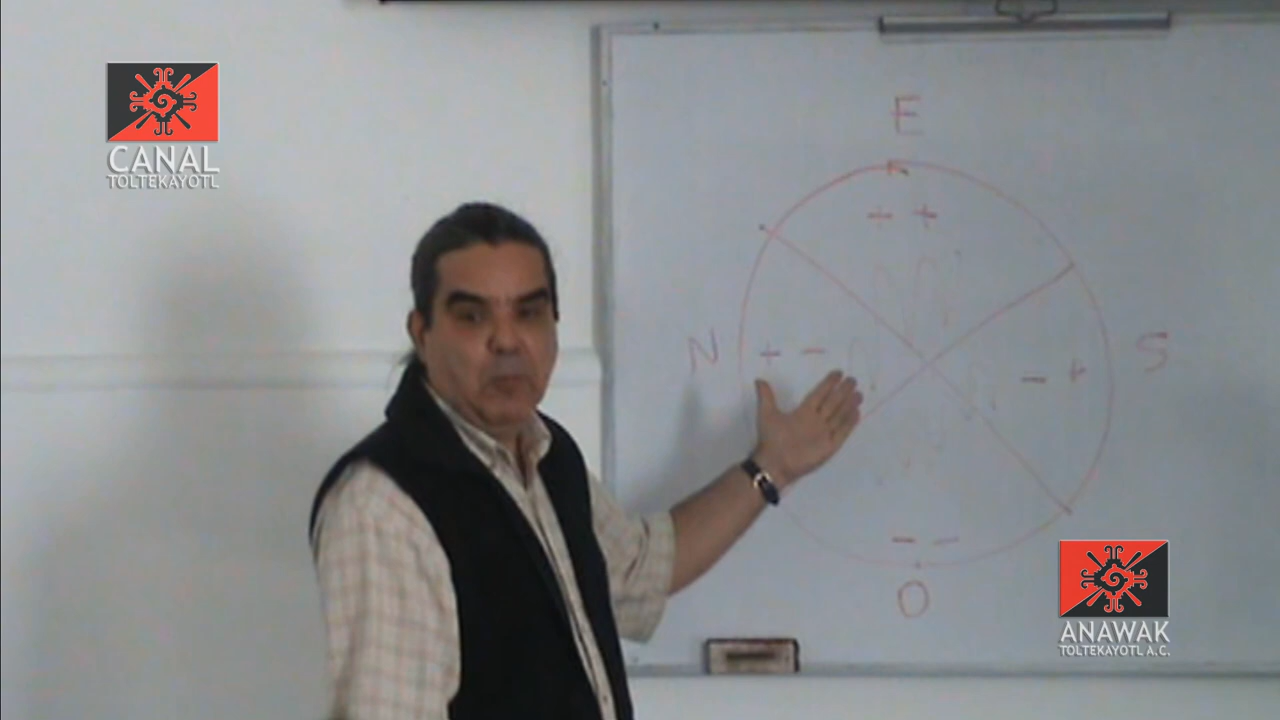 CANAL
TOLTEKAYOTL
E
+ +
N + -
- + S
- -
O
ANAWAK
TOLTEKAYOTL A.C.